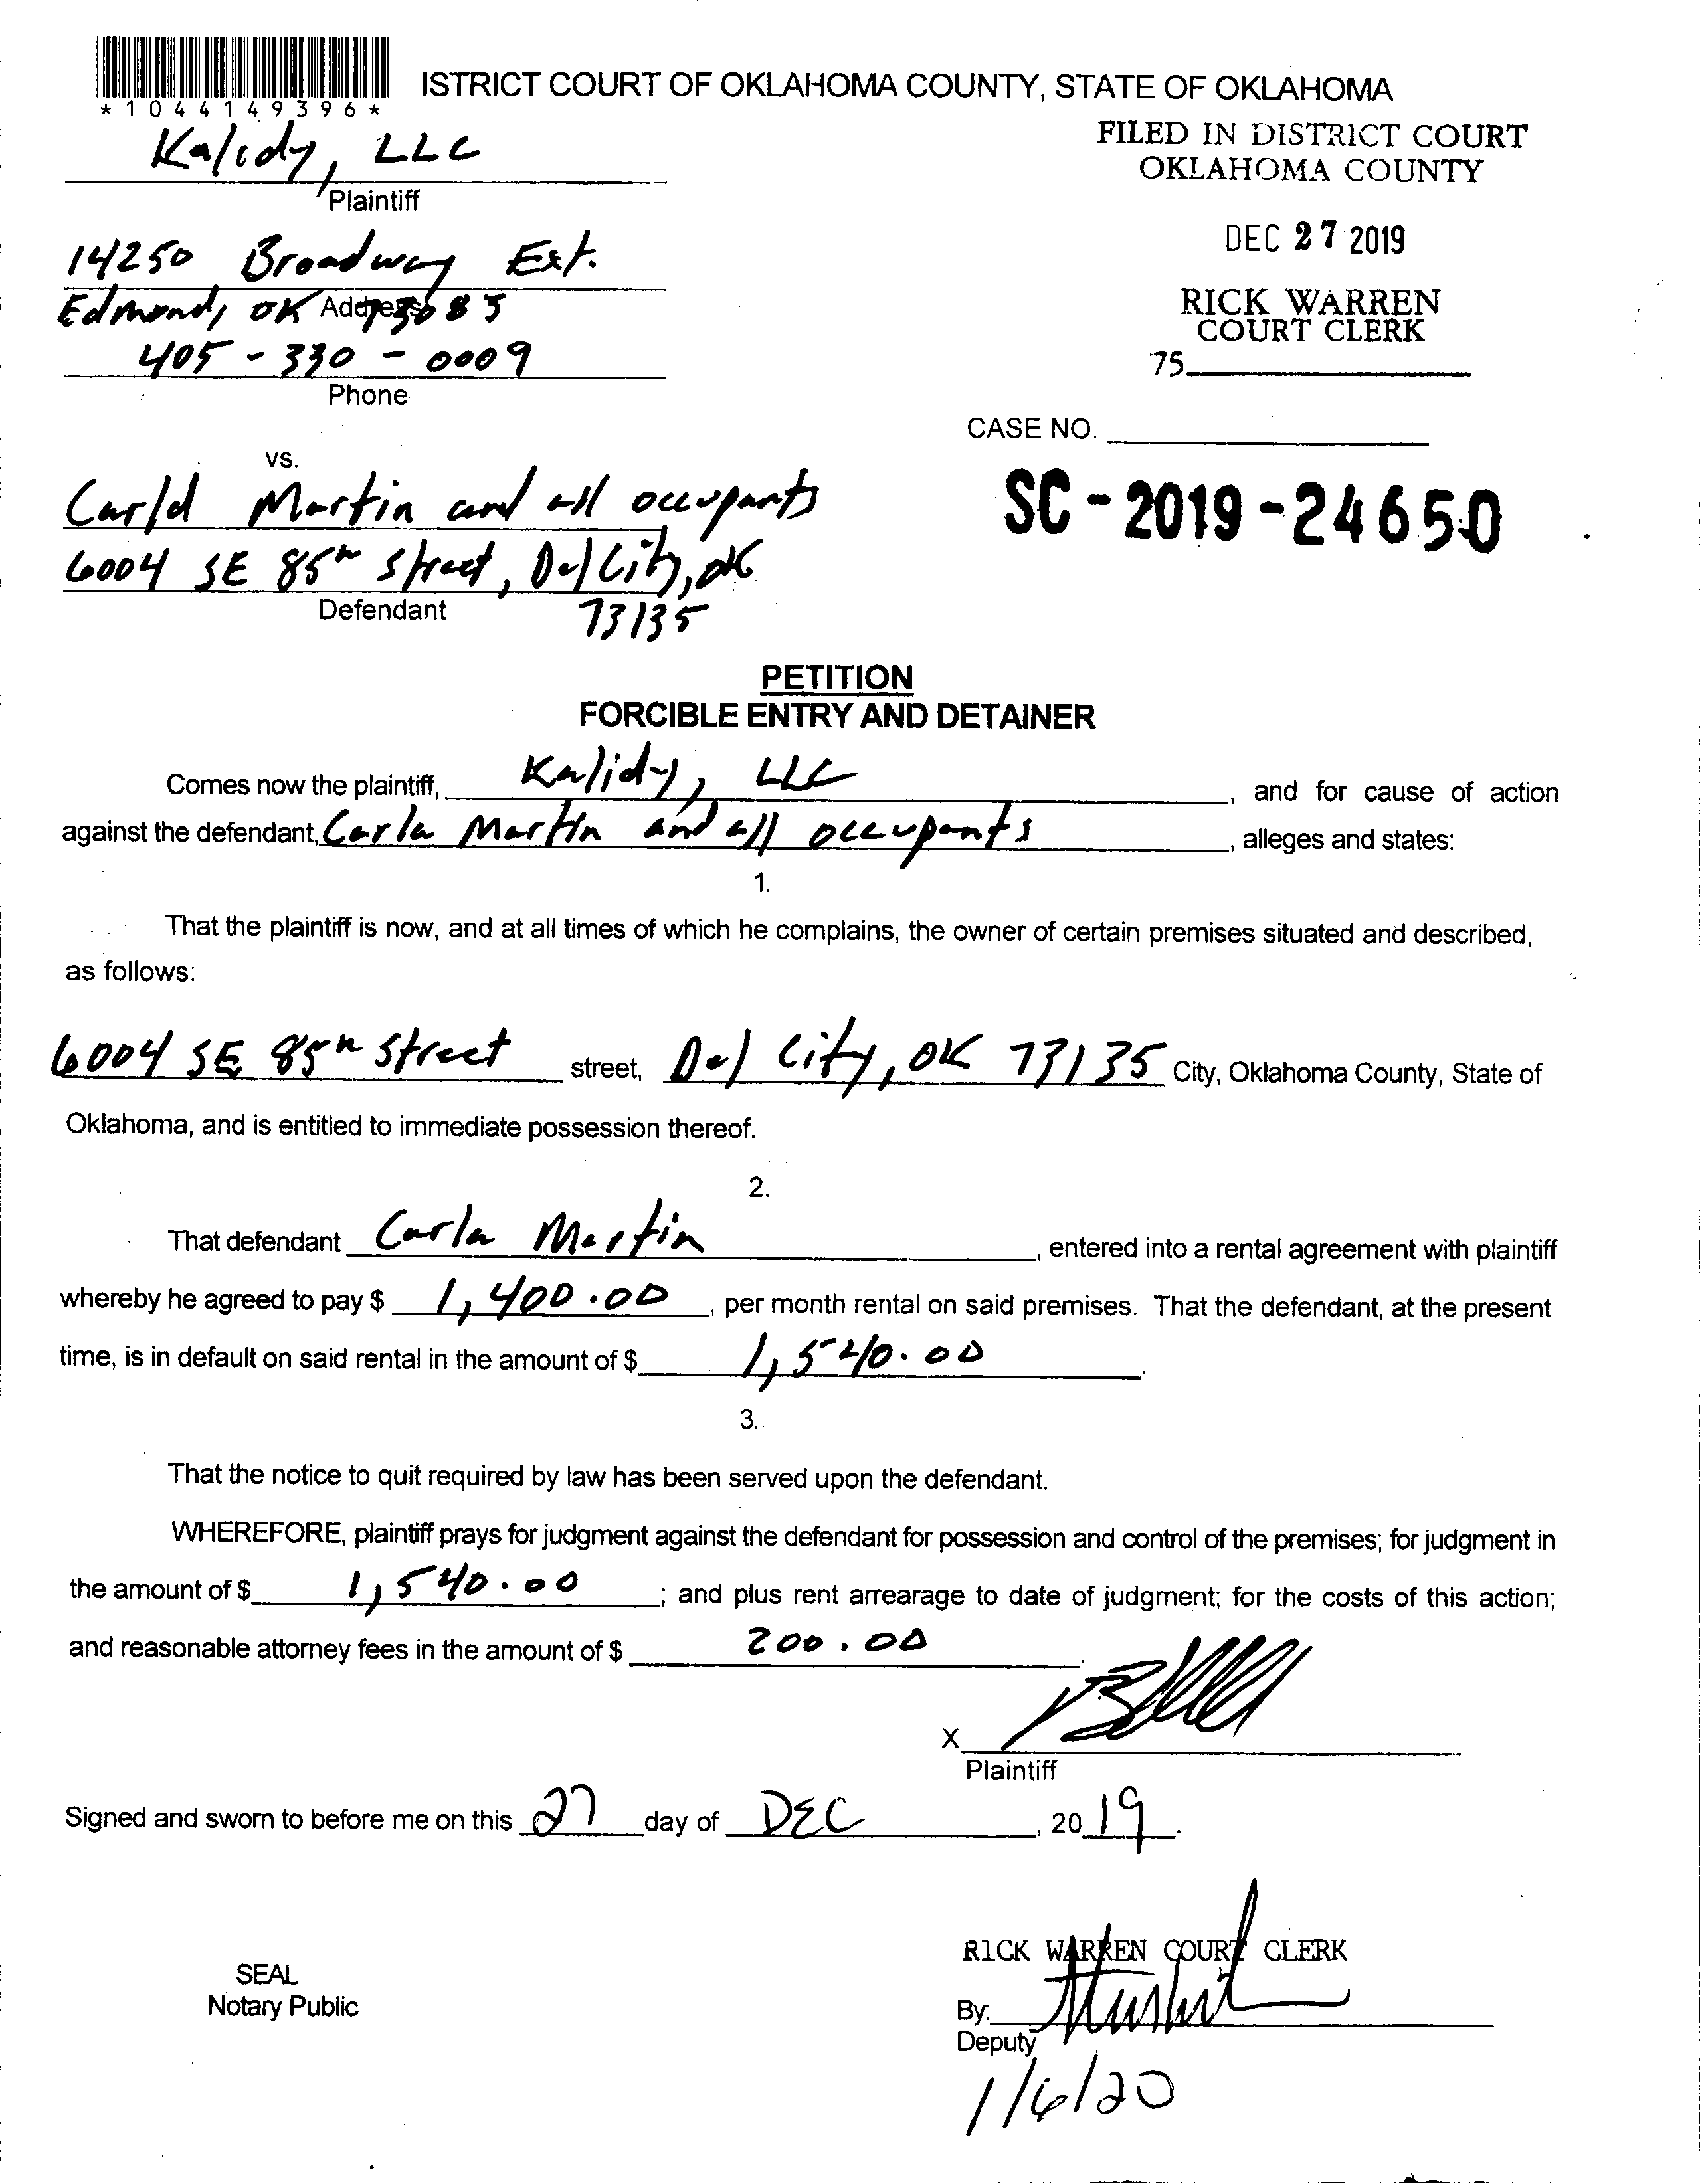 ISTRICT COURT OF OKLAHOMA COUNTY, STATE OF OKLAHOMA
*1044149396*
FILED IN DISTRICT COURT
OKLAHOMA COUNTY
Kalidy, LLC
Plaintiff
DEC 27 2019
14250 Broadway Ext.
Edmond, OK 73083
Address
RICK WARREN
COURT CLERK
405-330-0009
75
Phone
CASE NO.
vs.
SC-2019-24650
Carla Martin and all occupants
6004 SE 85th Street, Del City, OK
Defendant 73135
PETITION
FORCIBLE ENTRY AND DETAINER
Comes now the plaintiff, Kalidy, LLC, and for cause of action
against the defendant, Carla Martin and all occupants, alleges and states:
1.
That the plaintiff is now, and at all times of which he complains, the owner of certain premises situated and described,
as follows:
6004 SE 85th Street street, Del City, OK 73135 City, Oklahoma County, State of
Oklahoma, and is entitled to immediate possession thereof.
2.
That defendant Carla Martin, entered into a rental agreement with plaintiff
whereby he agreed to pay $ 1,400.00, per month rental on said premises. That the defendant, at the present
time, is in default on said rental in the amount of $ 1,540.00.
3.
That the notice to quit required by law has been served upon the defendant.
WHEREFORE, plaintiff prays for judgment against the defendant for possession and control of the premises; for judgment in
the amount of $ 1,540.00; and plus rent arrearage to date of judgment; for the costs of this action;
and reasonable attorney fees in the amount of $ 200.00.
X
Plaintiff
Signed and sworn to before me on this 27 day of DEC, 2019.
RICK WARREN COURT CLERK
SEAL
Notary Public
By:
Deputy
1/6/20